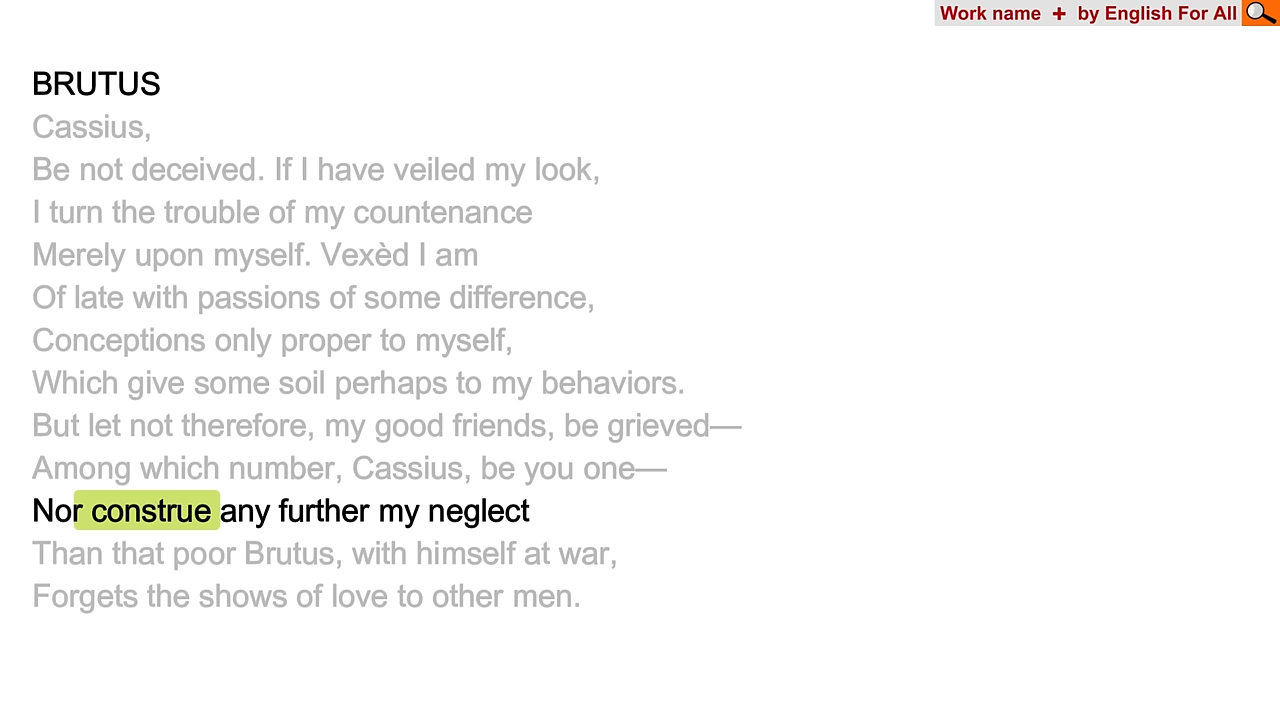 Work name + by English For All
BRUTUS
Cassius,
Be not deceived. If I have veiled my look,
I turn the trouble of my countenance
Merely upon myself. Vexèd I am
Of late with passions of some difference,
Conceptions only proper to myself,
Which give some soil perhaps to my behaviors.
But let not therefore, my good friends, be grieved—
Among which number, Cassius, be you one—
Nor construe any further my neglect
Than that poor Brutus, with himself at war,
Forgets the shows of love to other men.